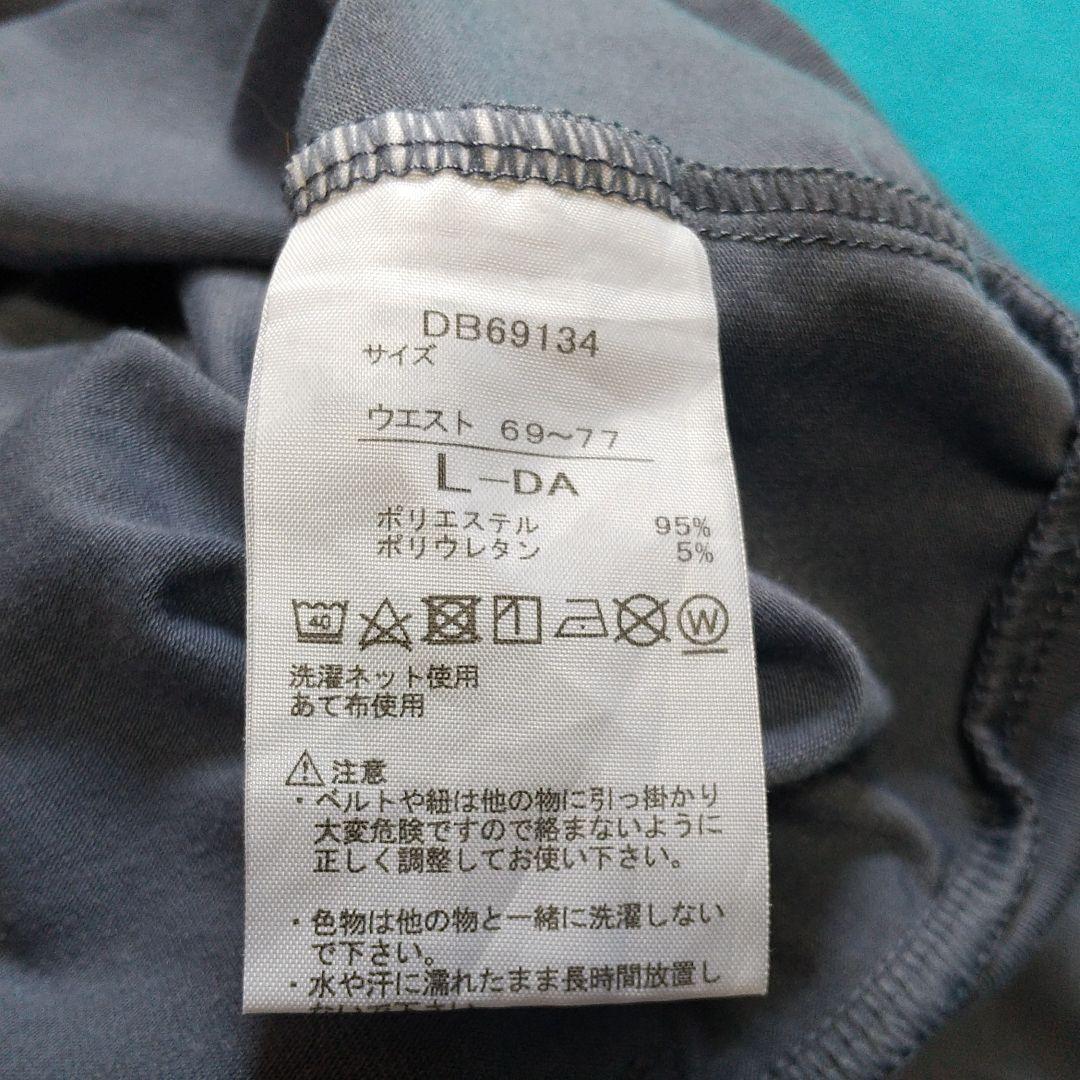 DB69134
サイズ
ウエスト 69〜77
L-DA
ポリエステル 95%
ポリウレタン 5%
40 W
洗濯ネット使用
あて布使用
注意
・ベルトや紐は他の物に引っ掛かり
大変危険ですので絡まないように
正しく調整してお使い下さい。
・色物は他の物と一緒に洗濯しない
で下さい。
・水や汗に濡れたまま長時間放置し
ないで下さい